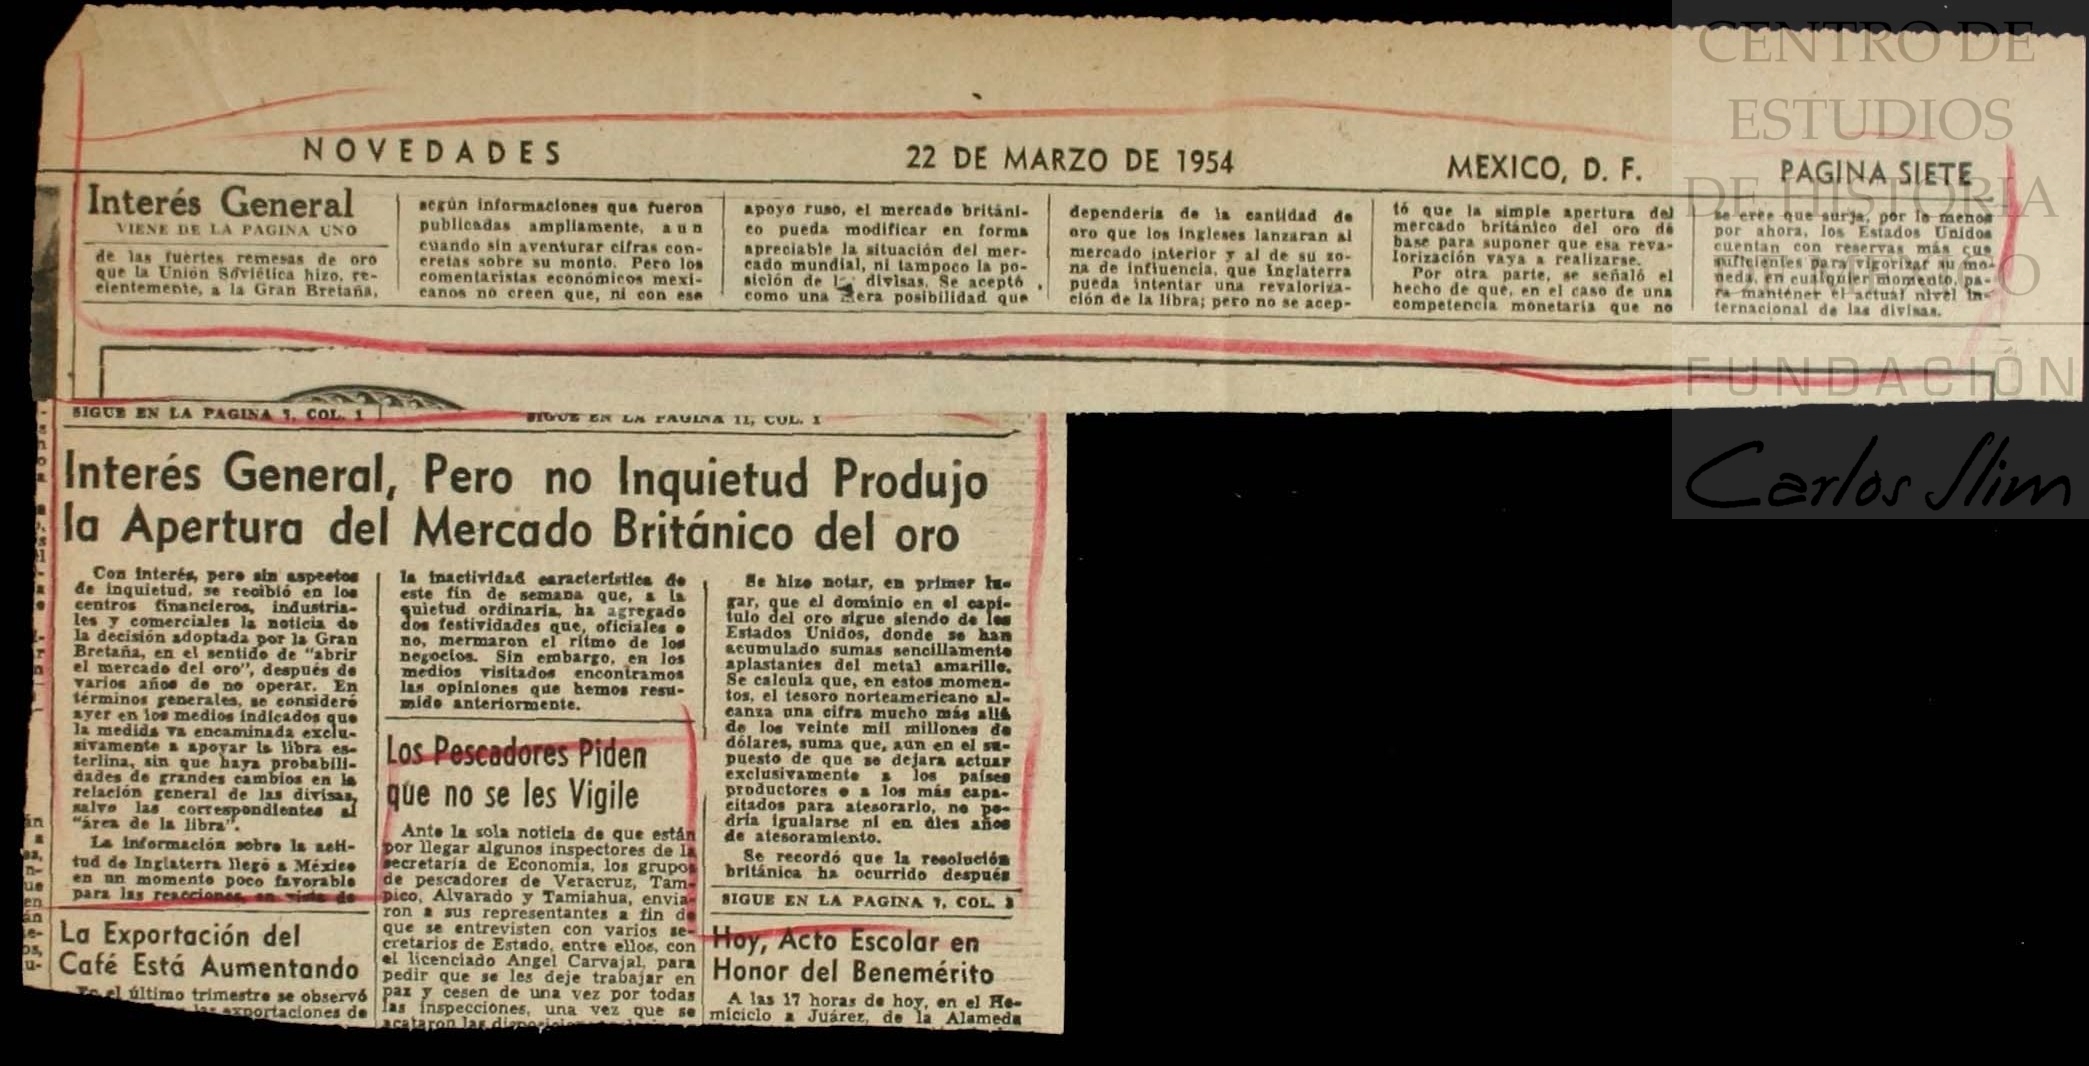 NOVEDADES
22 DE MARZO DE 1954
MEXICO, D. F.
PAGINA SIETE
Interés General
VIENE DE LA PAGINA UNO
de las fuertes remesas de oro
que la Unión Soviética hizo, re-
cientemente, a la Gran Bretaña,
según informaciones que fueron
publicadas ampliamente, aun
cuando sin aventurar cifras con-
cretas sobre su monto. Pero los
comentaristas económicos mexi-
canos no creen que, ni con ese
apoyo ruso, el mercado británi-
co pueda modificar en forma
apreciable la situación del mer-
cado mundial, ni tampoco la po-
sición de divisas. Se aceptó
como una mera posibilidad que
dependería de la cantidad de
oro que los ingleses lanzaran al
mercado interior y al de su zo-
na de influencia, que Inglaterra
pueda intentar una revaloriza-
ción de la libra; pero no se acep-
tó que la simple apertura del
mercado británico del oro dé
base para suponer que esa reva-
lorización vaya a realizarse.
Por otra parte, se señaló el
hecho de que, en el caso de una
competencia monetaria que no
se cree que surja, por lo menos
por ahora, los Estados Unidos
cuentan con reservas más que
suficientes para vigorizar su mo-
neda, en cualquier momento, pa-
ra mantener el actual nivel in-
ternacional de las divisas.
CENTRO DE
ESTUDIOS
DE HISTORIA
FUNDACIÓN
Carlos Slim
SIGUE EN LA PAGINA 7, COL. 1
SIGUE EN LA PAGINA 11, COL. 1
Interés General, Pero no Inquietud Produjo
la Apertura del Mercado Británico del oro
Con interés, pero sin aspectos
de inquietud, se recibió en los
centros financieros, industria-
les y comerciales la noticia de
la decisión adoptada por la Gran
Bretaña, en el sentido de "abrir
el mercado del oro", después de
varios años de no operar. En
términos generales, se consideró
ayer en los medios indicados que
la medida va encaminada exclu-
sivamente a apoyar la libra es-
terlina, sin que haya probabili-
dades de grandes cambios en la
relación general de las divisas,
salvo las correspondientes al
"área de la libra".
La información sobre la acti-
tud de Inglaterra llegó a México
en un momento poco favorable
para las reacciones, en vista de
la inactividad característica de
este fin de semana que, a la
quietud ordinaria, ha agregado
dos festividades que, oficiales o
no, mermaron el ritmo de los
negocios. Sin embargo, en los
medios visitados encontramos
las opiniones que hemos resu-
mido anteriormente.
Se hizo notar, en primer lu-
gar, que el dominio en el capí-
tulo del oro sigue siendo de los
Estados Unidos, donde se han
acumulado sumas sencillamente
aplastantes del metal amarillo.
Se calcula que, en estos momen-
tos, el tesoro norteamericano al-
canza una cifra mucho más allá
de los veinte mil millones de
dólares, suma que, aun en el su-
puesto de que se dejara actuar
exclusivamente a los países
productores o a los más capa-
citados para atesorarlo, no po-
dría igualarse ni en diez años
de atesoramiento.
Se recordó que la resolución
británica ha ocurrido después
SIGUE EN LA PAGINA 7, COL. 3
Los Pescadores Piden
que no se les Vigile
Ante la sola noticia de que están
por llegar algunos inspectores de la
secretaría de Economía, los grupos
de pescadores de Veracruz, Tam-
pico, Alvarado y Tamiahua, envia-
ron a sus representantes a fin de
que se entrevisten con varios se-
cretarios de Estado, entre ellos, con
el licenciado Angel Carvajal, para
pedir que se les deje trabajar en
paz y cesen de una vez por todas
las inspecciones, una vez que se
acataron las
La Exportación del
Café Está Aumentando
En el último trimestre se observó
exportaciones de
Hoy, Acto Escolar en
Honor del Benemérito
A las 17 horas de hoy, en el He-
miciclo a Juárez, de la Alameda